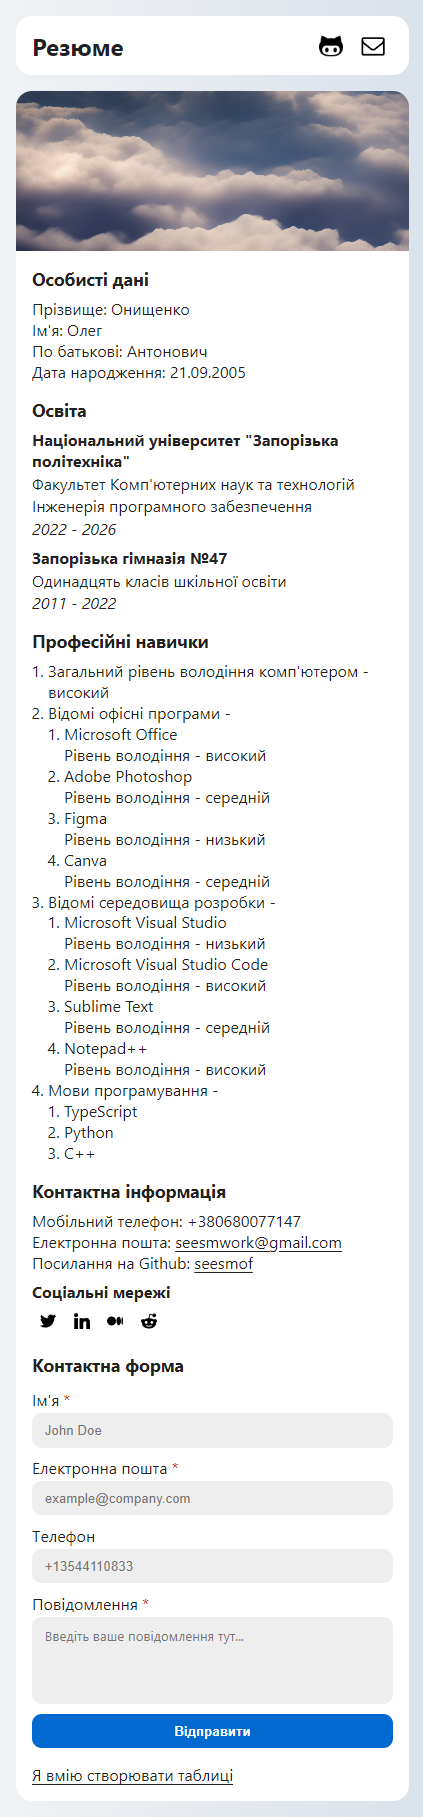 Резюме
Особисті дані
Прізвище: Онищенко
Ім'я: Олег
По батькові: Антонович
Дата народження: 21.09.2005
Освіта
Національний університет "Запорізька
політехніка"
Факультет Комп'ютерних наук та технологій
Інженерія програмного забезпечення
2022 - 2026
Запорізька гімназія №47
Одинадцять класів шкільної освіти
2011 - 2022
Професійні навички
1. Загальний рівень володіння комп'ютером -
високий
2. Відомі офісні програми -
1. Microsoft Office
Рівень володіння - високий
2. Adobe Photoshop
Рівень володіння - середній
3. Figma
Рівень володіння - низький
4. Canva
Рівень володіння - середній
3. Відомі середовища розробки -
1. Microsoft Visual Studio
Рівень володіння - низький
2. Microsoft Visual Studio Code
Рівень володіння - високий
3. Sublime Text
Рівень володіння - середній
4. Notepad++
Рівень володіння - високий
4. Мови програмування -
1. TypeScript
2. Python
3. C++
Контактна інформація
Мобільний телефон: +380680077147
Електронна пошта: seesmwork@gmail.com
Посилання на Github: seesmof
Соціальні мережі
Контактна форма
Ім'я *
John Doe
Електронна пошта *
example@company.com
Телефон
+13544110833
Повідомлення *
Введіть ваше повідомлення тут...
Відправити
Я вмію створювати таблиці